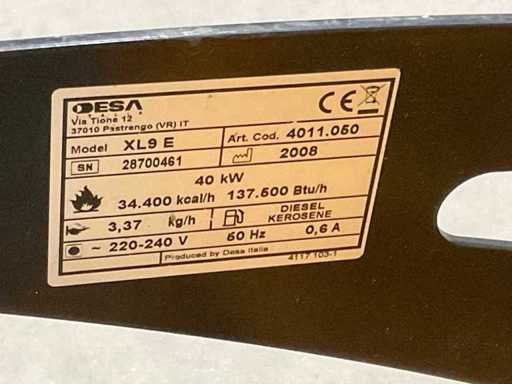 DESA
ITALIA
Via Tione 12
37010 Pastrengo (VR) IT
Model XL9 E
Art. Cod. 4011.050
SN 28700461
2008
40 kW
34.400 kcal/h 137.500 Btu/h
3,37 kg/h
DIESEL
KEROSENE
~ 220-240 V 50 Hz 0,6 A
Produced by Desa Italia
4117.103-1
CE